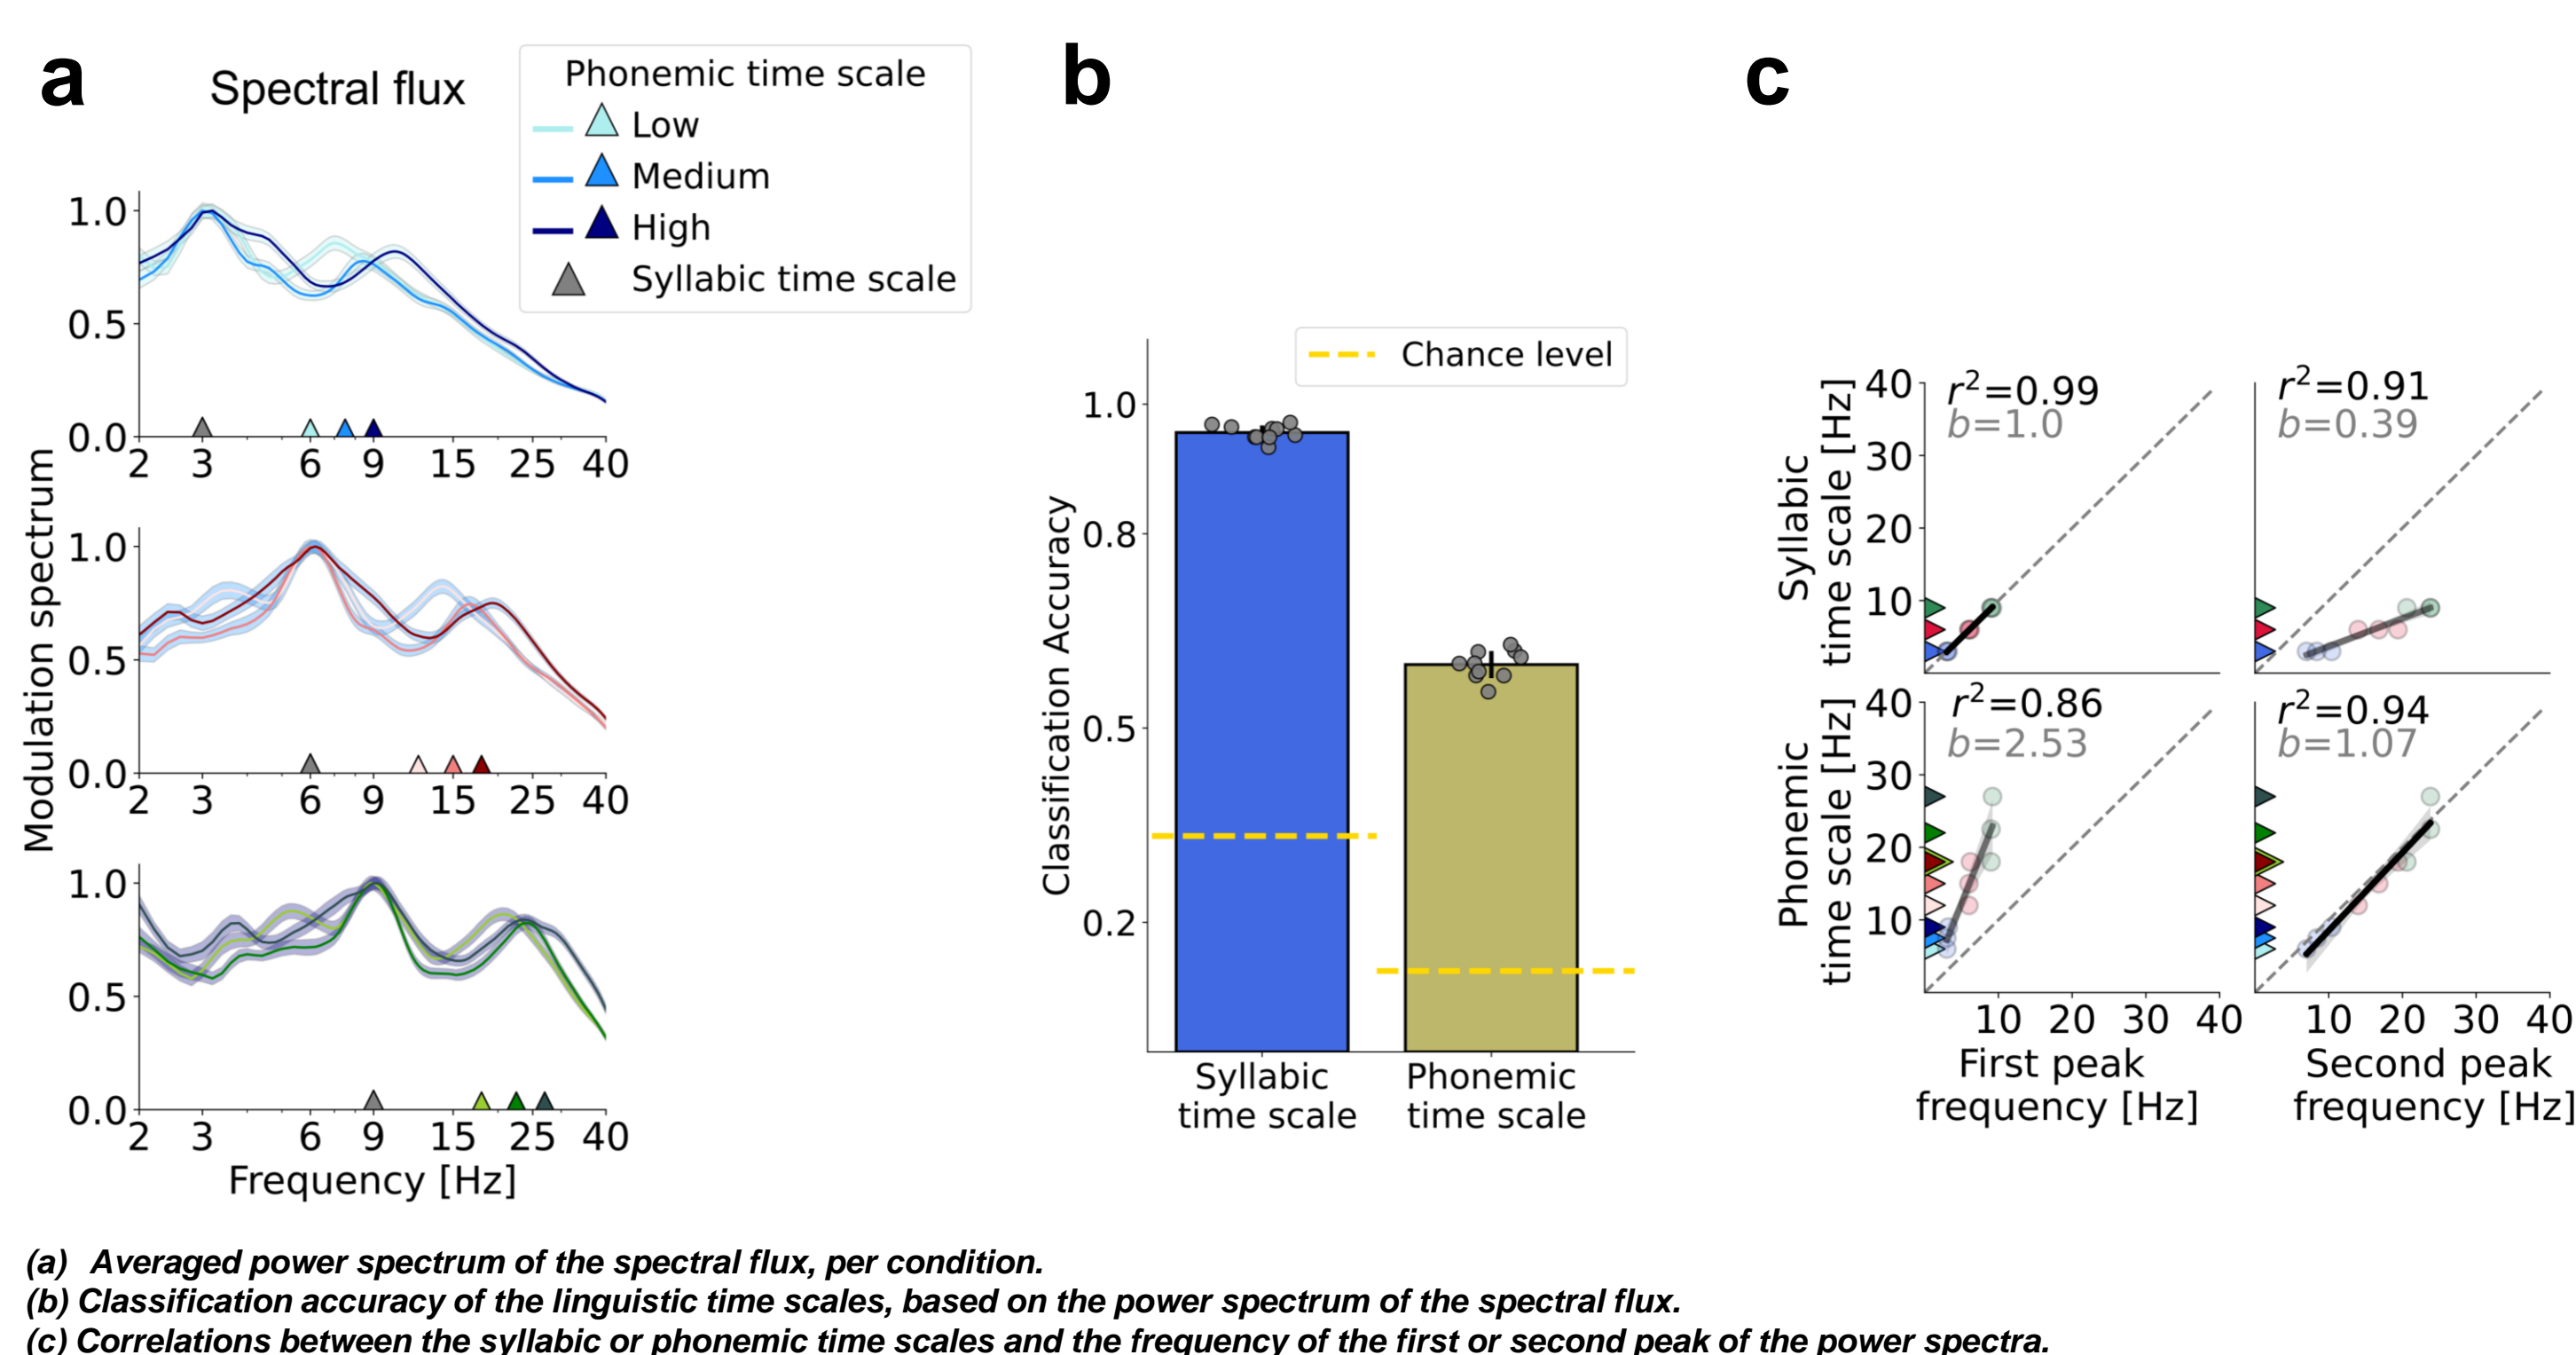 a
Spectral flux
Phonemic time scale
Low
Medium
High
Syllabic time scale
Modulation spectrum
1.0
0.5
0.0
2 3 6 9 15 25 40
1.0
0.5
0.0
2 3 6 9 15 25 40
1.0
0.5
0.0
2 3 6 9 15 25 40
Frequency [Hz]
b
Chance level
Classification Accuracy
1.0
0.8
0.5
0.2
Syllabic
time scale
Phonemic
time scale
c
Syllabic
time scale [Hz]
40
30
20
10
r²=0.99
b=1.0
r²=0.91
b=0.39
Phonemic
time scale [Hz]
40
30
20
10
r²=0.86
b=2.53
r²=0.94
b=1.07
10 20 30 40
10 20 30 40
First peak
frequency [Hz]
Second peak
frequency [Hz]
(a) Averaged power spectrum of the spectral flux, per condition.
(b) Classification accuracy of the linguistic time scales, based on the power spectrum of the spectral flux.
(c) Correlations between the syllabic or phonemic time scales and the frequency of the first or second peak of the power spectra.